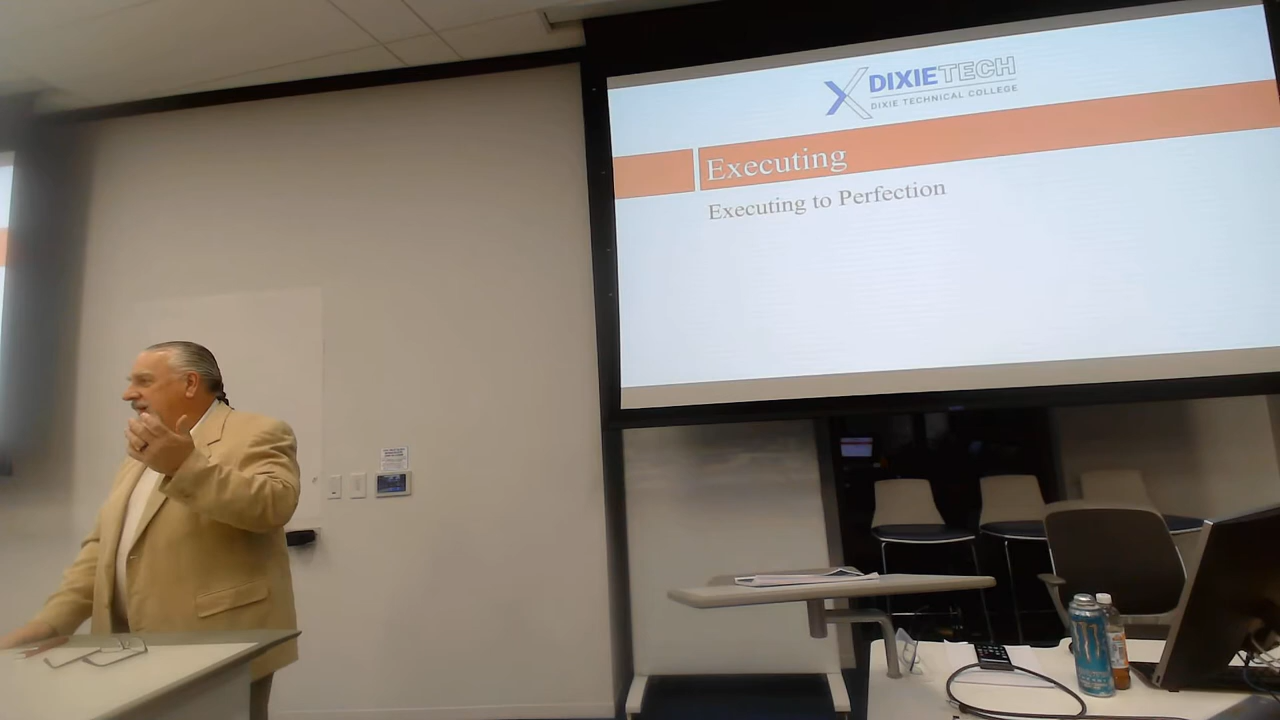 DIXIETECH
DIXIE TECHNICAL COLLEGE
Executing
Executing to Perfection